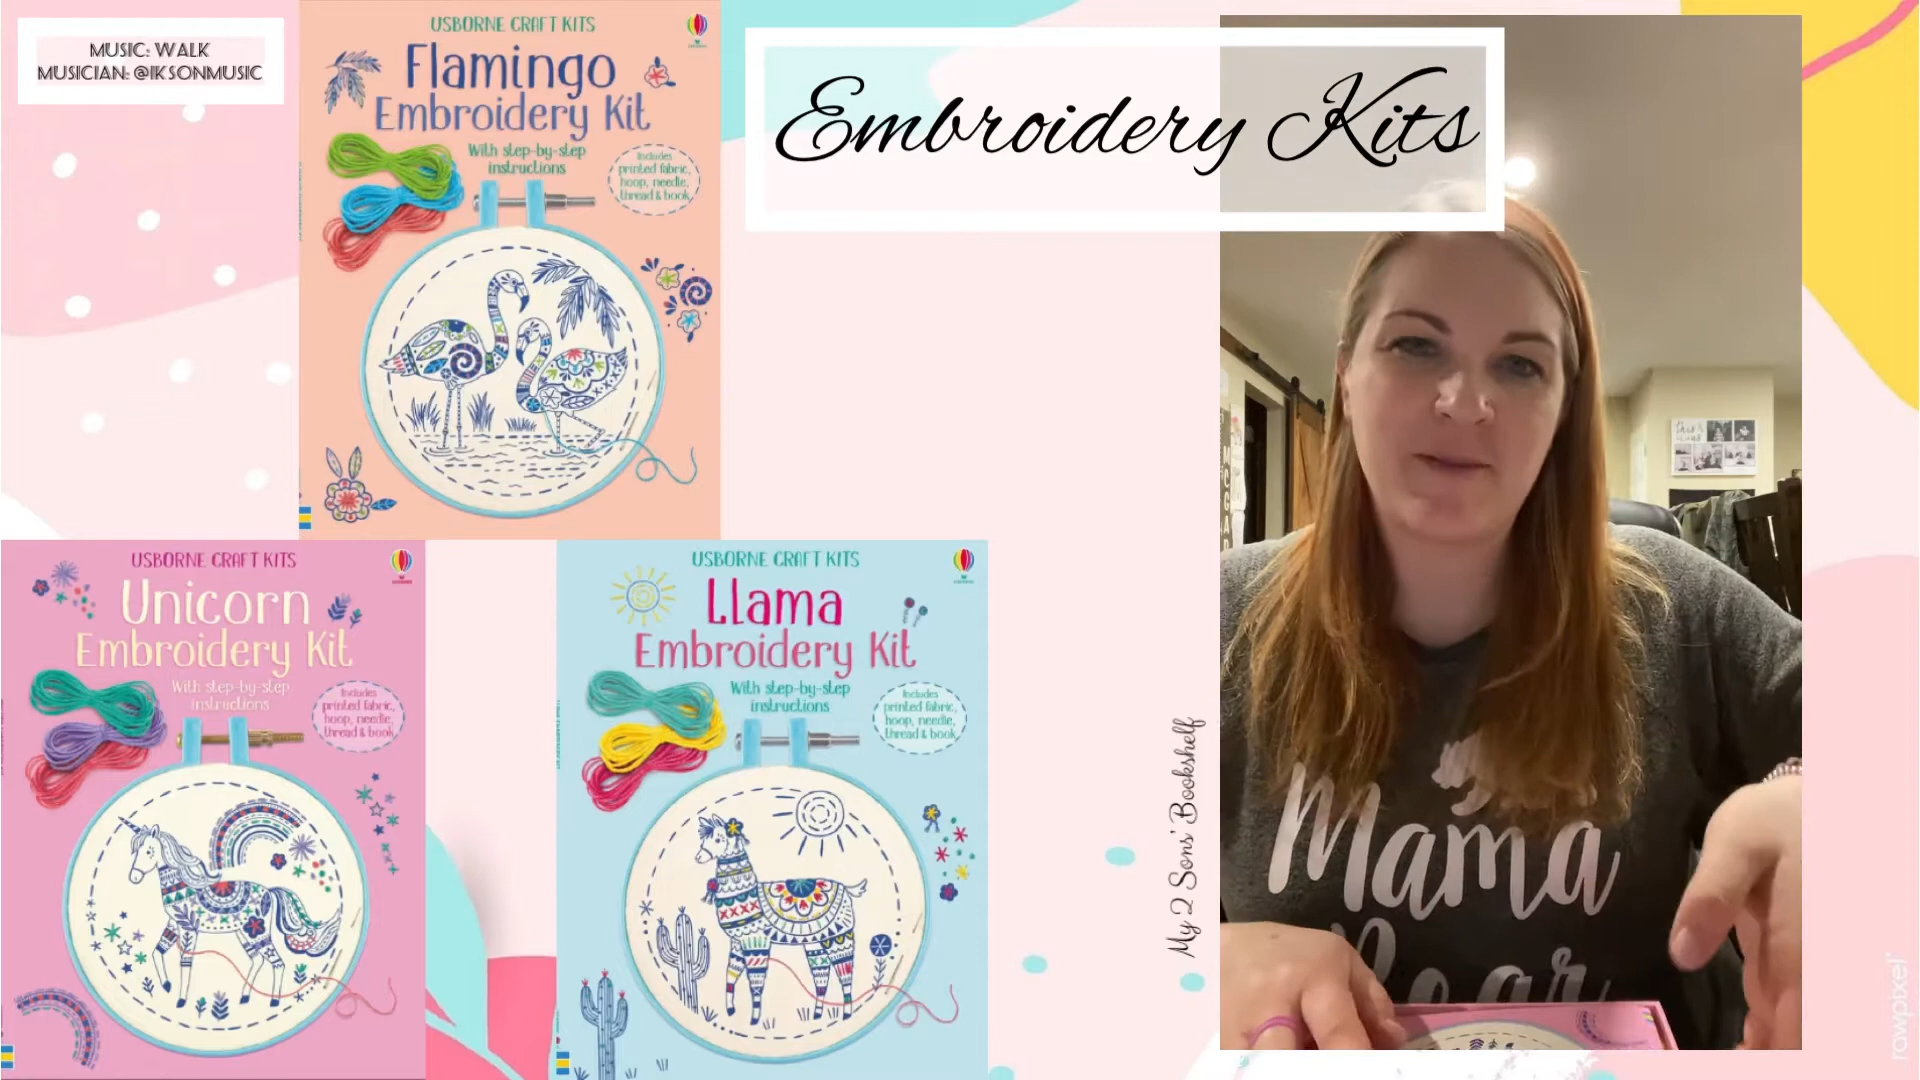 MUSIC: WALK
MUSICIAN: @IKSONMUSIC
USBORNE CRAFT KITS
Flamingo
Embroidery Kit
With step-by-step
instructions
Includes
printed fabric,
hoop, needle,
thread & book
Embroidery Kits
USBORNE CRAFT KITS
Unicorn
Embroidery Kit
With step-by-step
instructions
Includes
printed fabric,
hoop, needle,
thread & book
USBORNE CRAFT KITS
Llama
Embroidery Kit
With step-by-step
instructions
Includes
printed fabric,
hoop, needle,
thread & book
My 2 Sons' Bookshelf
Mama
Bear
rawpixel